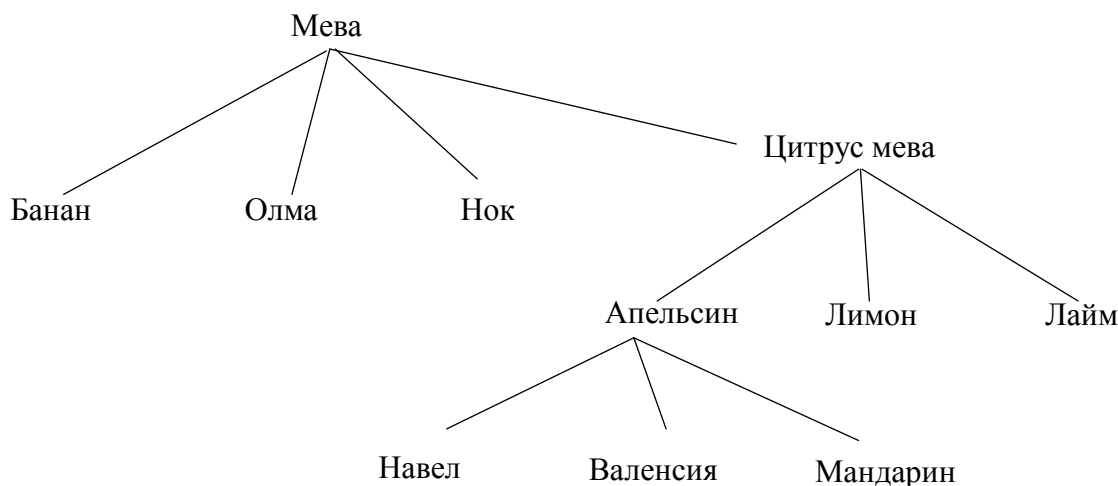 Мева
Цитрус мева
Банан Олма Нок
Апельсин Лимон Лайм
Навел Валенсия Мандарин